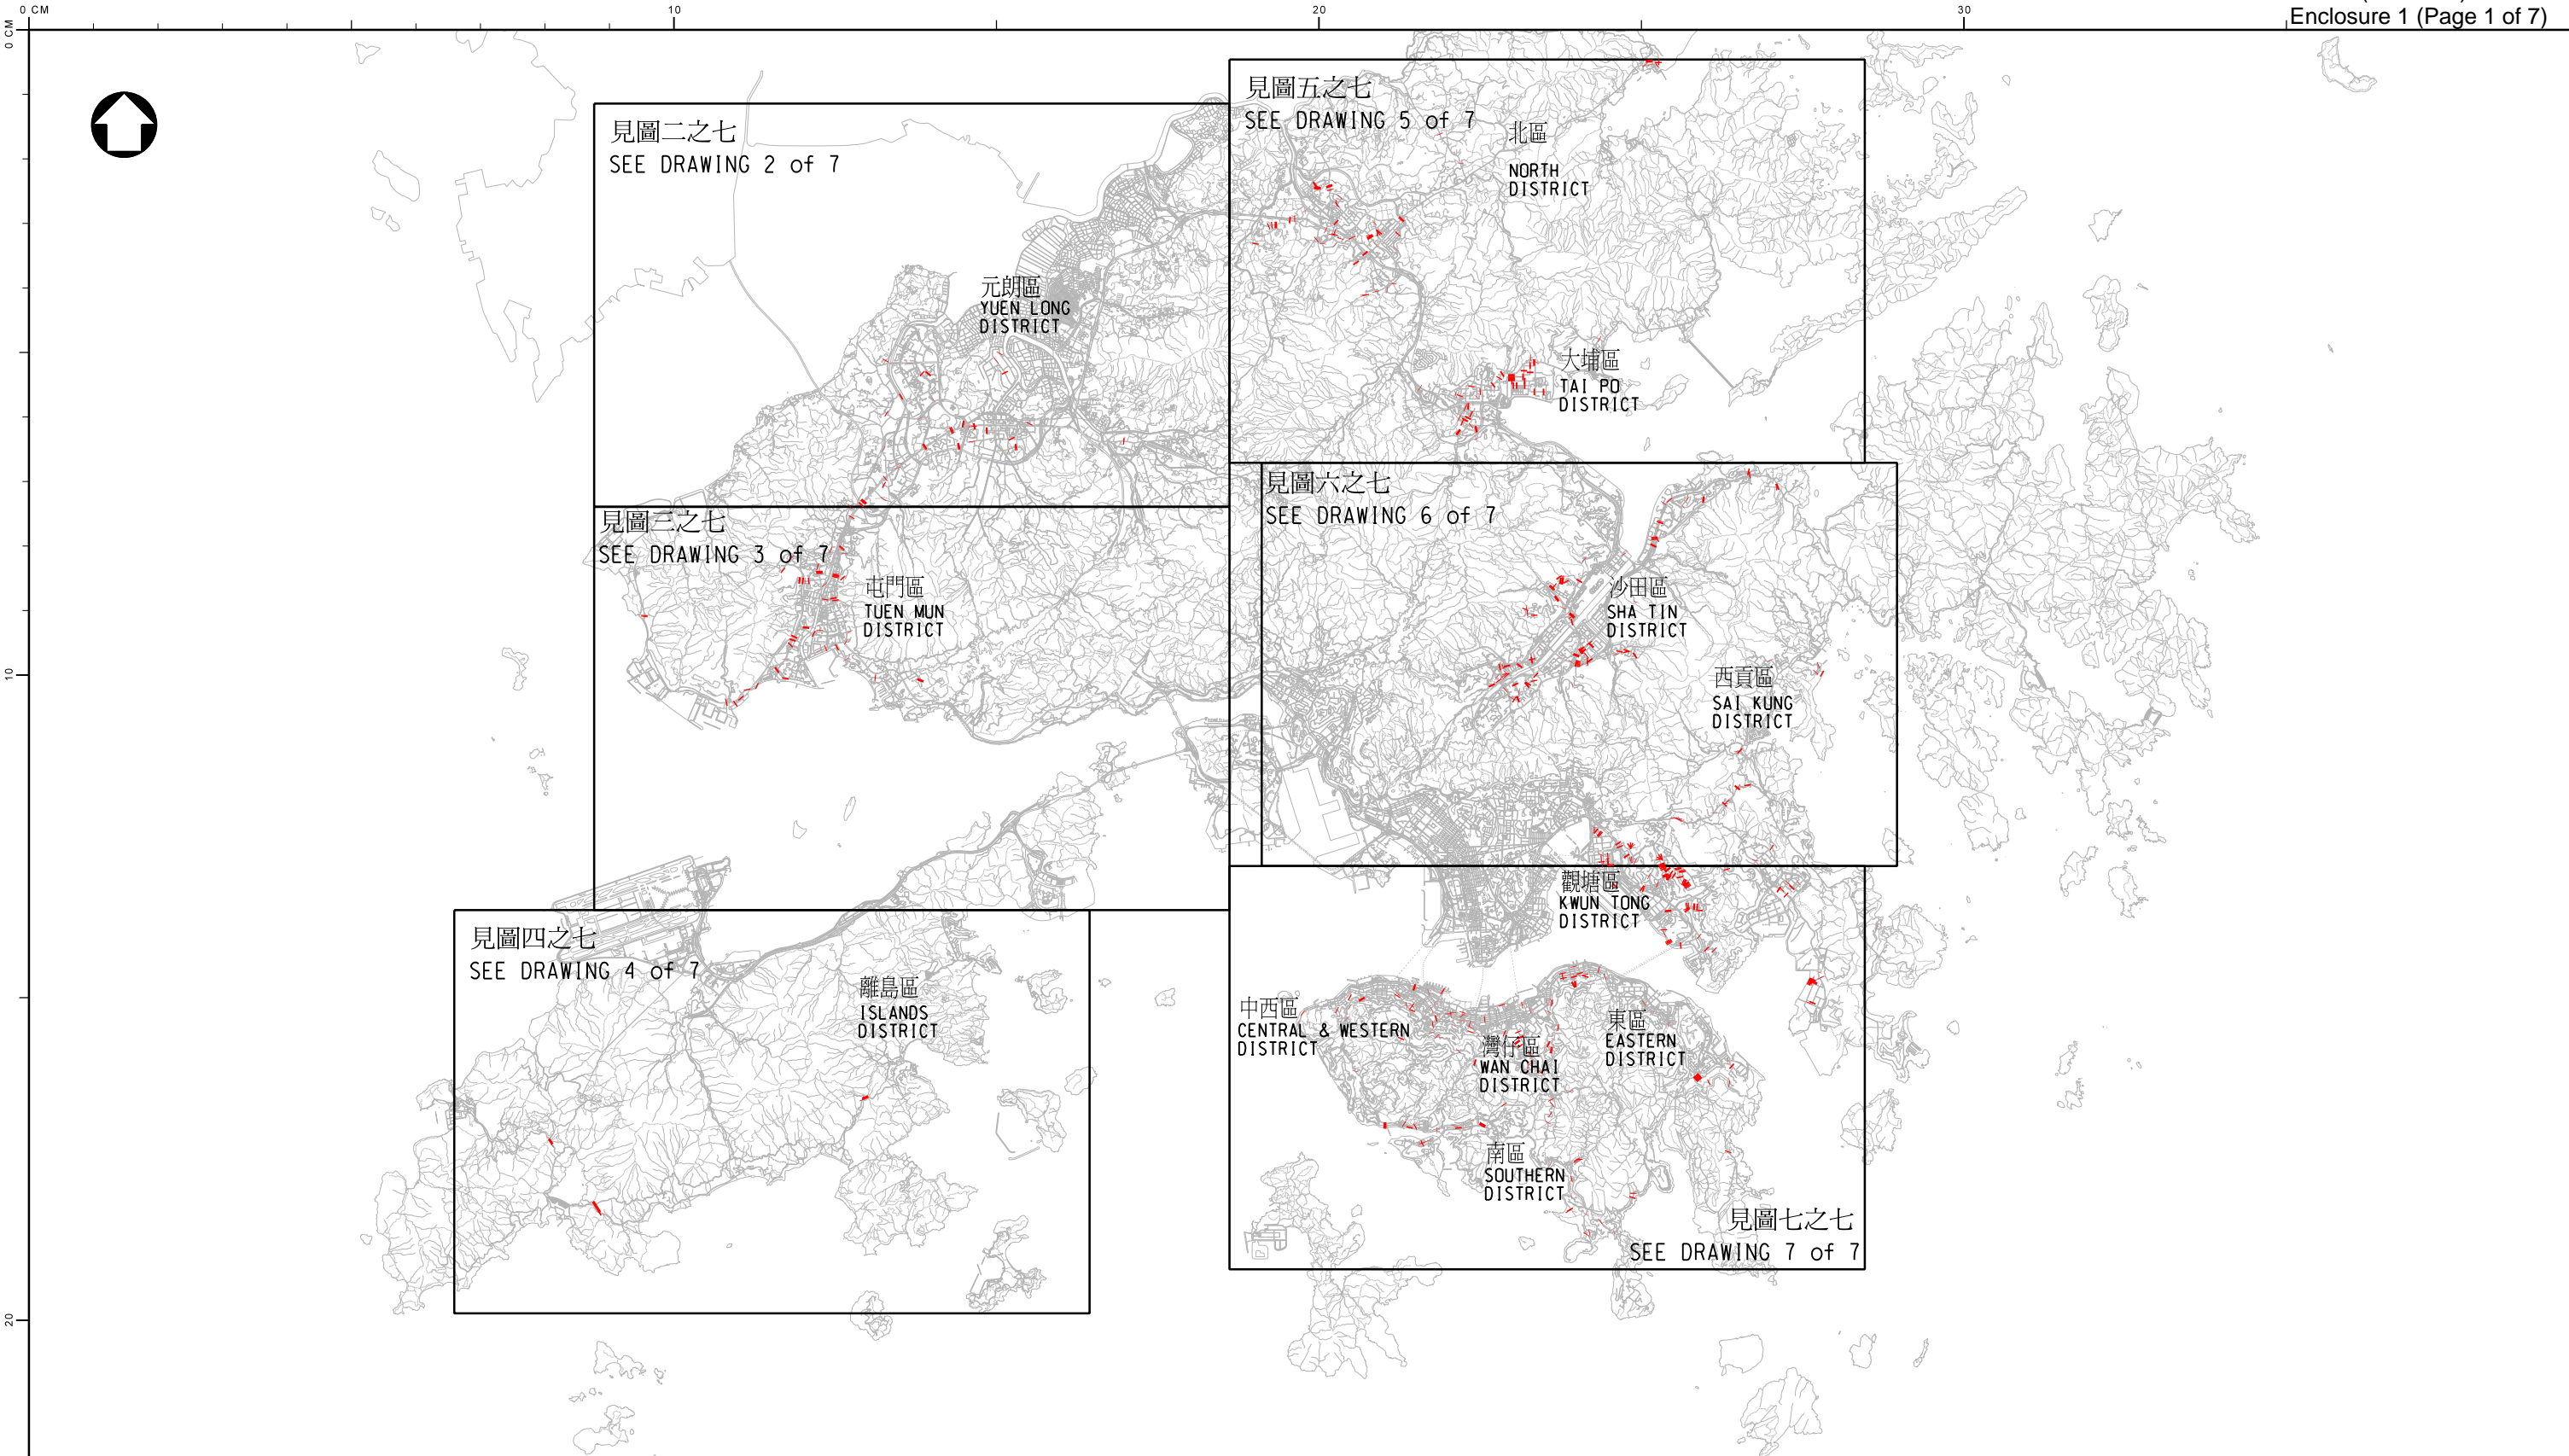 0 CM
10
20
30
Enclosure 1 (Page 1 of 7)
0 CM
10
20
見圖二之七
SEE DRAWING 2 of 7
見圖五之七
SEE DRAWING 5 of 7
北區
NORTH
DISTRICT
元朗區
YUEN LONG
DISTRICT
大埔區
TAI PO
DISTRICT
見圖三之七
SEE DRAWING 3 of 7
屯門區
TUEN MUN
DISTRICT
見圖六之七
SEE DRAWING 6 of 7
沙田區
SHA TIN
DISTRICT
西貢區
SAI KUNG
DISTRICT
觀塘區
KWUN TONG
DISTRICT
見圖四之七
SEE DRAWING 4 of 7
離島區
ISLANDS
DISTRICT
中西區
CENTRAL & WESTERN
DISTRICT
灣仔區
WAN CHAI
DISTRICT
東區
EASTERN
DISTRICT
南區
SOUTHERN
DISTRICT
見圖七之七
SEE DRAWING 7 of 7